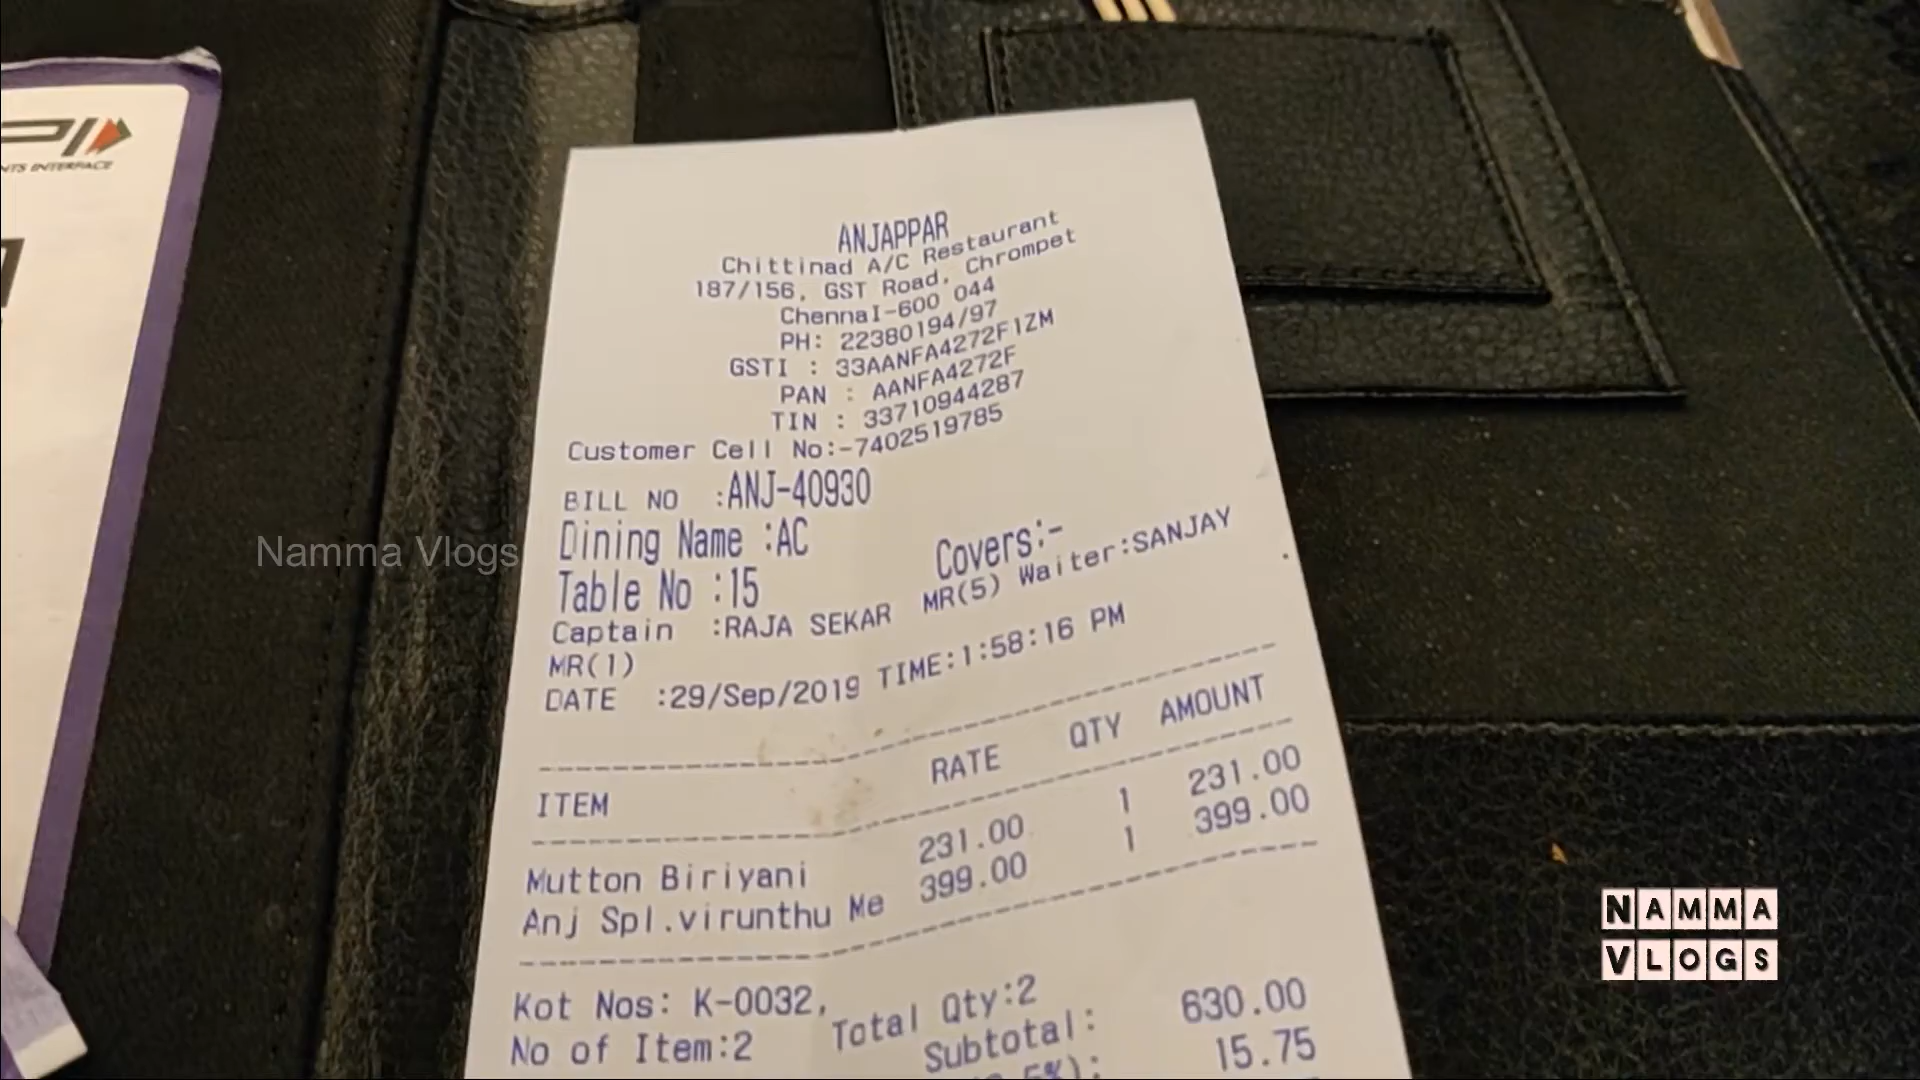 PI
NTS INTERFACE
ANJAPPAR
Chittinad A/C Restaurant
187/156, GST Road, Chrompet
ChennaI-600 044
PH: 22380194/97
GSTI : 33AANFA4272F1ZM
PAN : AANFA4272F
TIN : 33710944287
Customer Cell No:-7402519785
BILL NO :ANJ-40930
Dining Name :AC Covers:-
Table No :15
Captain :RAJA SEKAR MR(5) Waiter:SANJAY
MR(1)
DATE :29/Sep/2019 TIME:1:58:16 PM
ITEM RATE QTY AMOUNT
Mutton Biriyani 231.00 1 231.00
Anj Spl.virunthu Me 399.00 1 399.00
Kot Nos: K-0032,
No of Item:2 Total Qty:2
Subtotal: 630.00
5%): 15.75
Namma Vlogs
NAMMA
VLOGS